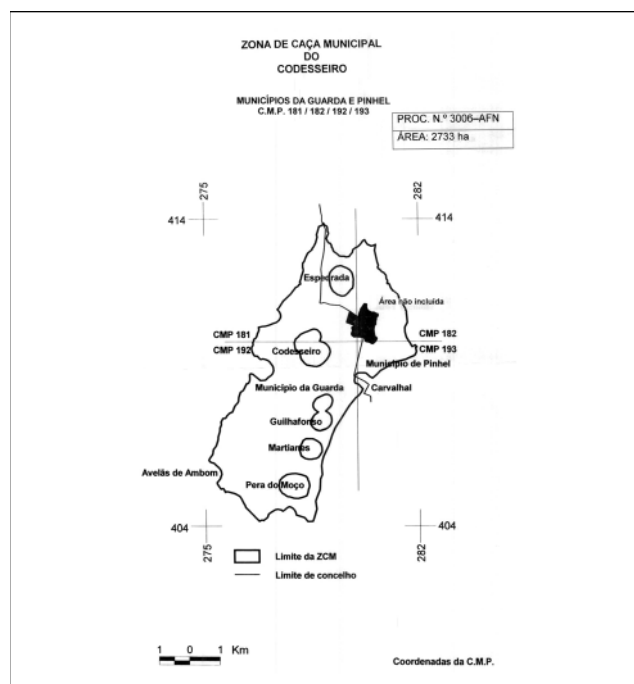 ZONA DE CAÇA MUNICIPAL
DO
CODESSEIRO
MUNICÍPIOS DA GUARDA E PINHEL
C.M.P. 181 / 182 / 192 / 193
PROC. N.º 3006–AFN
ÁREA: 2733 ha
275
282
414
414
Espedrada
Área não incluída
CMP 181
CMP 182
CMP 192
CMP 193
Codesseiro
Município de Pinhel
Município da Guarda
Carvalhal
Guilhafonso
Martianes
Avelãs de Ambom
Pera do Moço
404
404
275
282
Limite da ZCM
Limite de concelho
1 0 1 Km
Coordenadas da C.M.P.